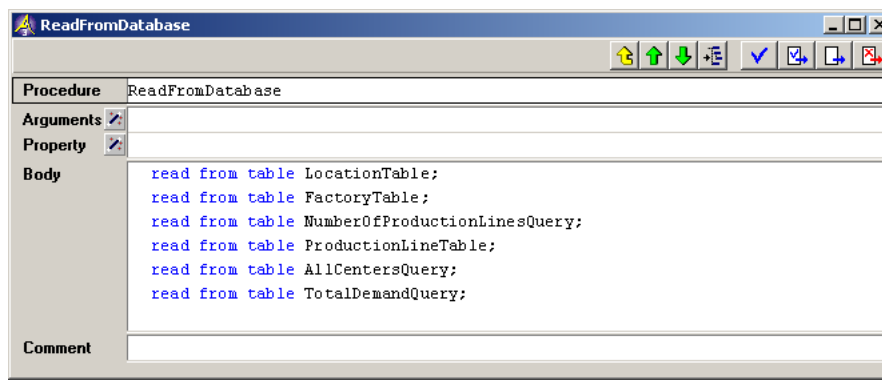 ReadFromDatabase
Procedure ReadFromDatabase
Arguments
Property
Body read from table LocationTable;
read from table FactoryTable;
read from table NumberOfProductionLinesQuery;
read from table ProductionLineTable;
read from table AllCentersQuery;
read from table TotalDemandQuery;
Comment